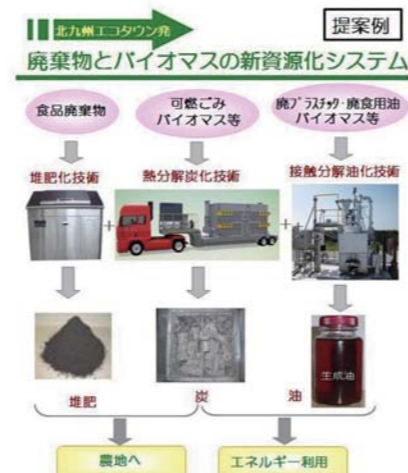 北九州エコタウン発
提案例
廃棄物とバイオマスの新資源化システム
食品廃棄物
可燃ごみ
バイオマス等
廃プラスチック・廃食用油
バイオマス等
堆肥化技術
熱分解炭化技術
接触分解油化技術
+
+
生成油
堆肥
炭
油
農地へ
エネルギー利用